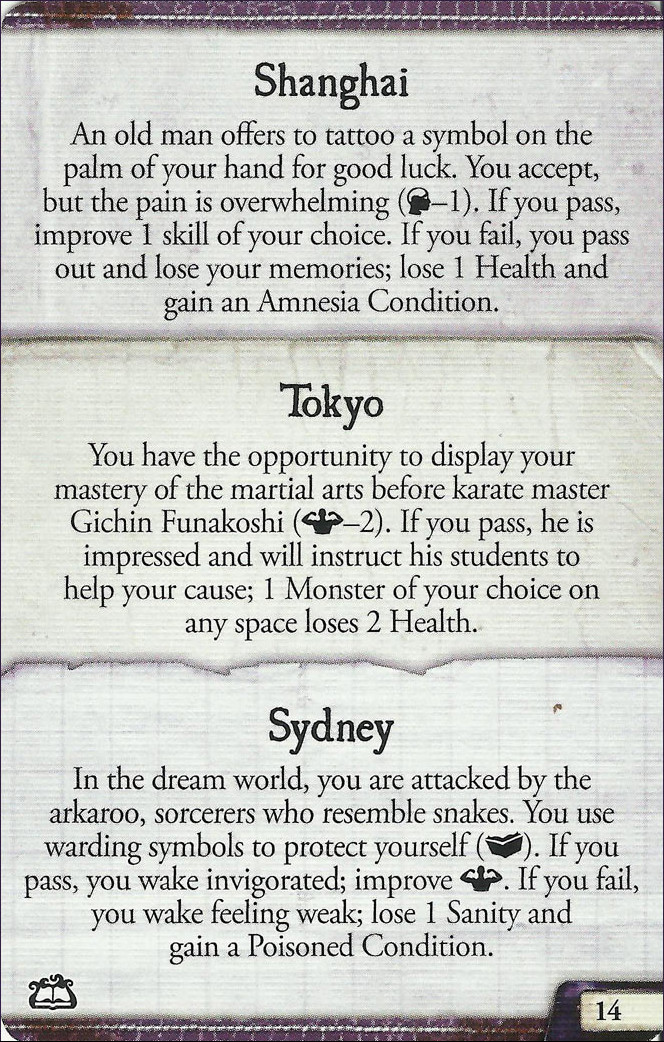 Shanghai
An old man offers to tattoo a symbol on the
palm of your hand for good luck. You accept,
but the pain is overwhelming (–1). If you pass,
improve 1 skill of your choice. If you fail, you pass
out and lose your memories; lose 1 Health and
gain an Amnesia Condition.
Tokyo
You have the opportunity to display your
mastery of the martial arts before karate master
Gichin Funakoshi (–2). If you pass, he is
impressed and will instruct his students to
help your cause; 1 Monster of your choice on
any space loses 2 Health.
Sydney
In the dream world, you are attacked by the
arkaroo, sorcerers who resemble snakes. You use
warding symbols to protect yourself (). If you
pass, you wake invigorated; improve . If you fail,
you wake feeling weak; lose 1 Sanity and
gain a Poisoned Condition.
14